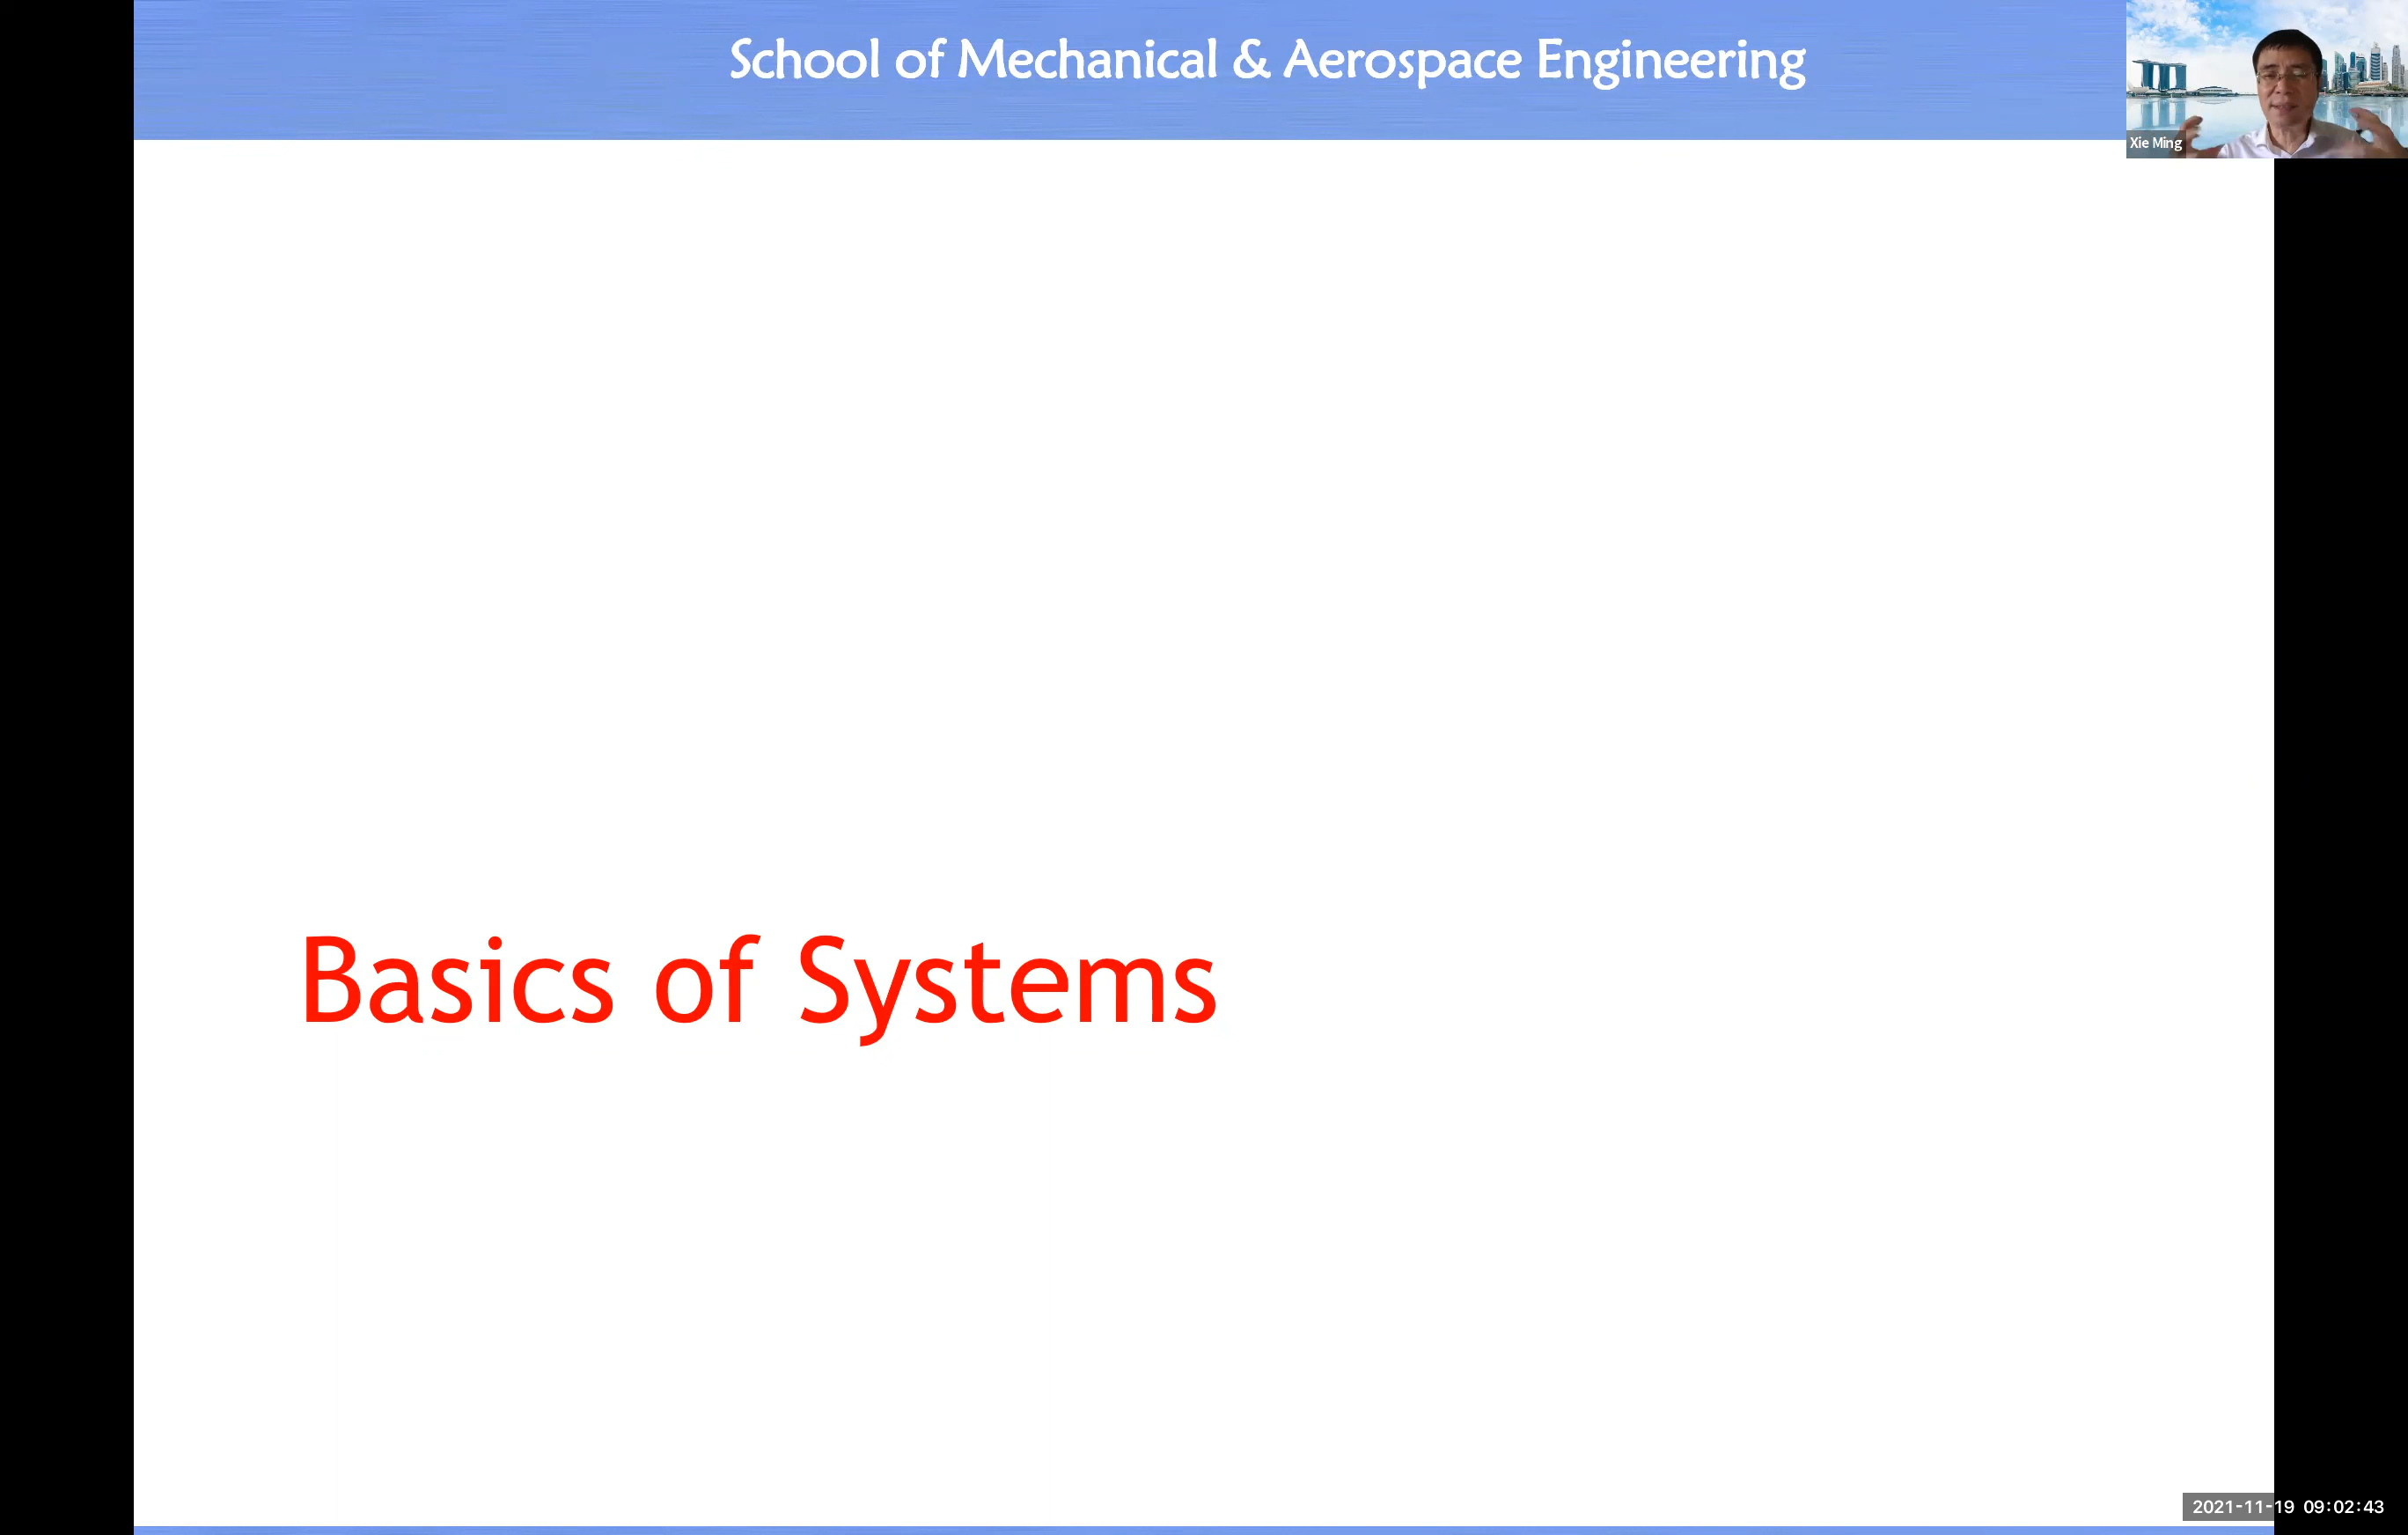 School of Mechanical & Aerospace Engineering
Xie Ming
Basics of Systems
2021-11-19 09:02:43